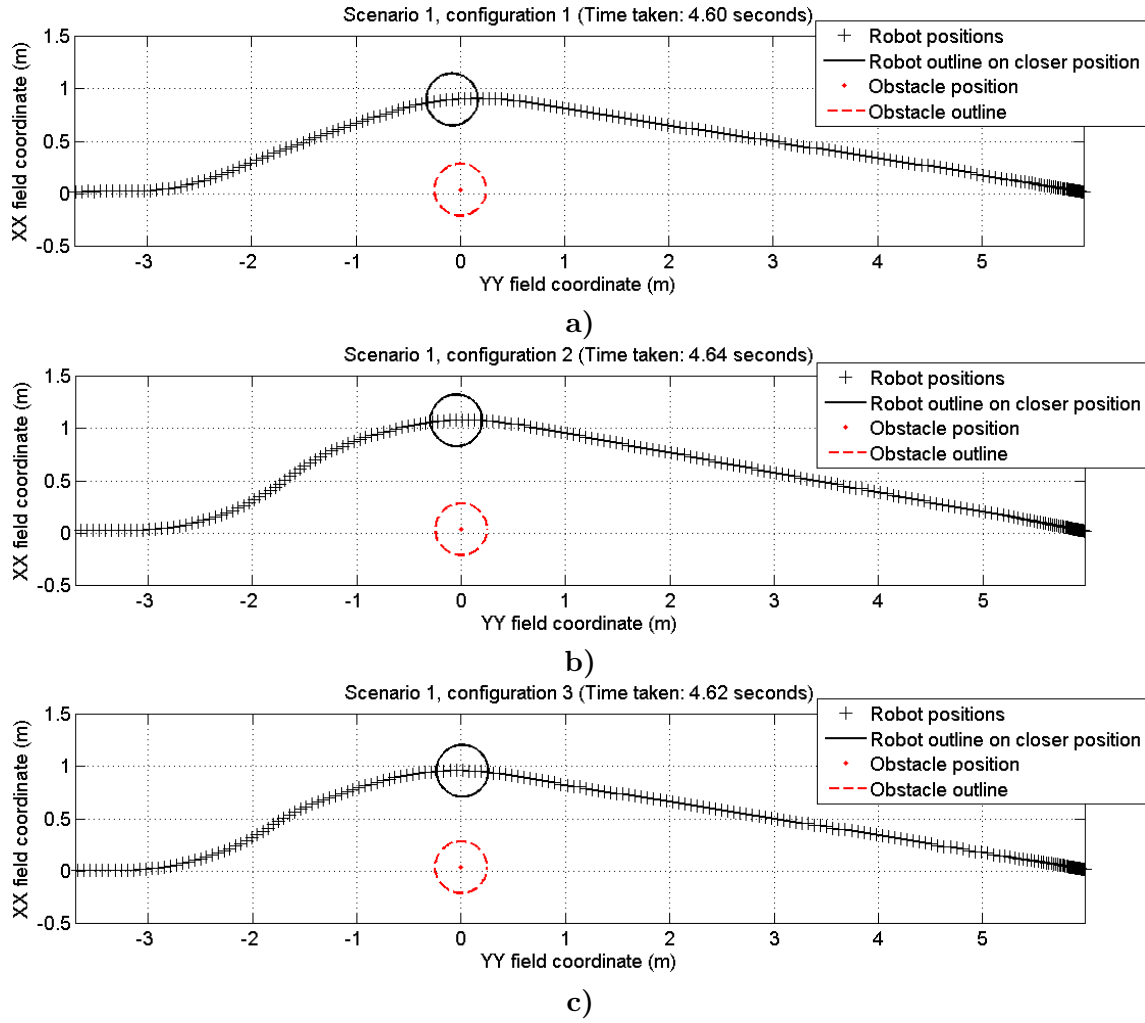 Scenario 1, configuration 1 (Time taken: 4.60 seconds)
1.5
1
0.5
0
-0.5
XX field coordinate (m)
-3
-2
-1
0
1
2
3
4
5
YY field coordinate (m)
Robot positions
Robot outline on closer position
Obstacle position
Obstacle outline
a)
Scenario 1, configuration 2 (Time taken: 4.64 seconds)
1.5
1
0.5
0
-0.5
XX field coordinate (m)
-3
-2
-1
0
1
2
3
4
5
YY field coordinate (m)
Robot positions
Robot outline on closer position
Obstacle position
Obstacle outline
b)
Scenario 1, configuration 3 (Time taken: 4.62 seconds)
1.5
1
0.5
0
-0.5
XX field coordinate (m)
-3
-2
-1
0
1
2
3
4
5
YY field coordinate (m)
Robot positions
Robot outline on closer position
Obstacle position
Obstacle outline
c)